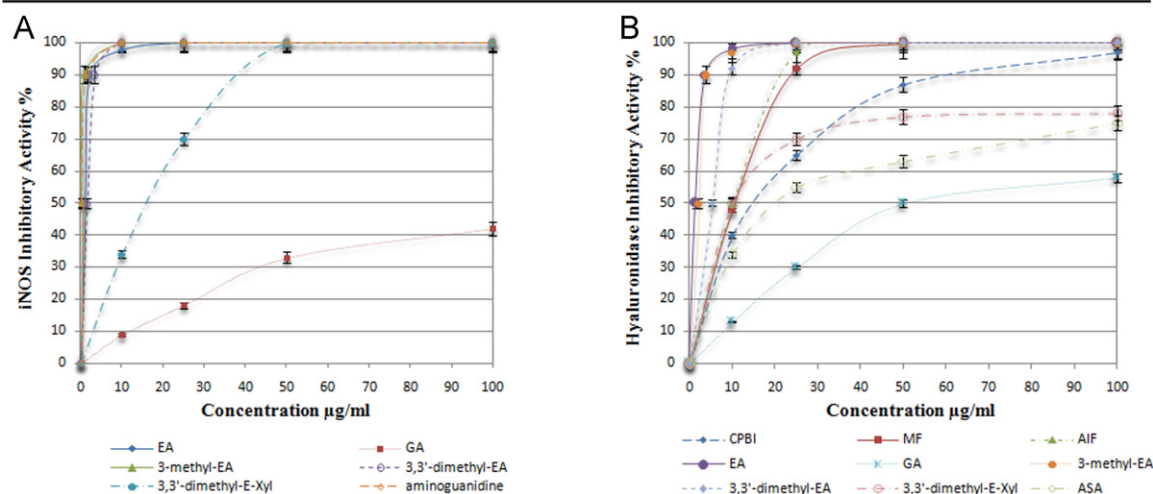 A
iNOS Inhibitory Activity %
100
90
80
70
60
50
40
30
20
10
0
0 10 20 30 40 50 60 70 80 90 100
Concentration µg/ml
EA GA
3-methyl-EA 3,3'-dimethyl-EA
3,3'-dimethyl-E-Xyl aminoguanidine
B
Hyaluronidase Inhibitory Activity %
100
90
80
70
60
50
40
30
20
10
0
0 10 20 30 40 50 60 70 80 90 100
Concentration µg/ml
CPBI MF AIF
EA GA 3-methyl-EA
3,3'-dimethyl-EA 3,3'-dimethyl-E-Xyl ASA